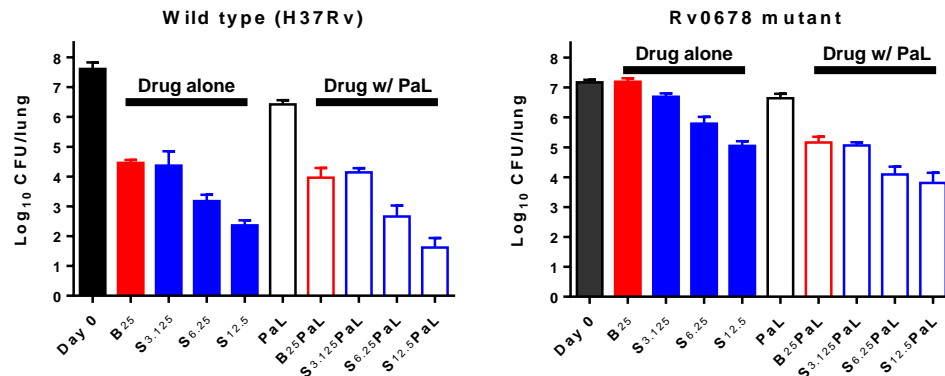 Wild type (H37Rv)
Log10 CFU/lung
8
7
6
5
4
3
2
1
0
Drug alone
Drug w/ PaL
Day 0
B25
S3.125
S6.25
S12.5
PaL
B25PaL
S3.125PaL
S6.25PaL
S12.5PaL
Rv0678 mutant
Log10 CFU/lung
8
7
6
5
4
3
2
1
0
Drug alone
Drug w/ PaL
Day 0
B25
S3.125
S6.25
S12.5
PaL
B25PaL
S3.125PaL
S6.25PaL
S12.5PaL